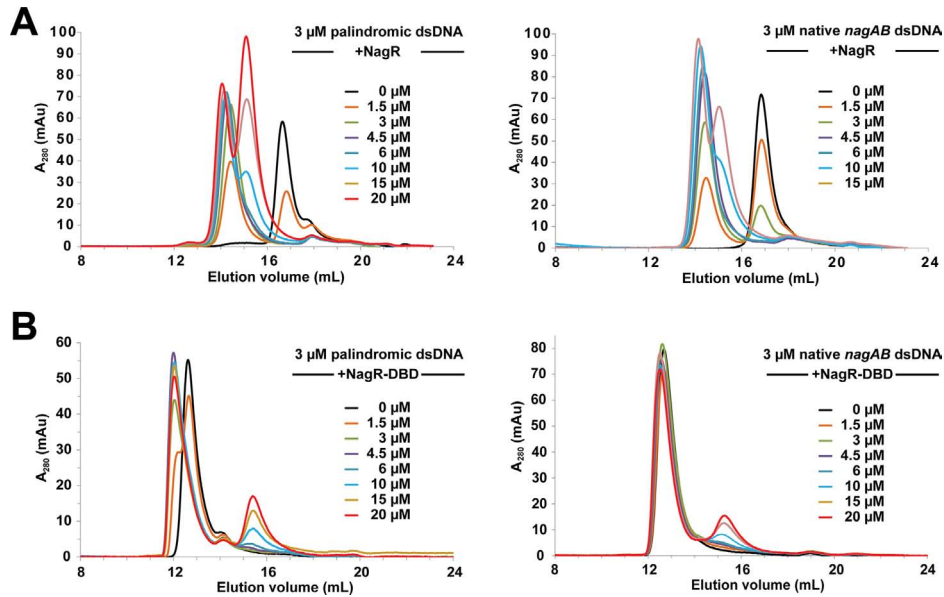 A
3 µM palindromic dsDNA
+NagR
0 µM
1.5 µM
3 µM
4.5 µM
6 µM
10 µM
15 µM
20 µM
A280 (mAu)
100
90
80
70
60
50
40
30
20
10
0
8 12 16 20 24
Elution volume (mL)
3 µM native nagAB dsDNA
+NagR
0 µM
1.5 µM
3 µM
4.5 µM
6 µM
10 µM
15 µM
A280 (mAu)
100
90
80
70
60
50
40
30
20
10
0
8 12 16 20 24
Elution volume (mL)
B
3 µM palindromic dsDNA
+NagR-DBD
0 µM
1.5 µM
3 µM
4.5 µM
6 µM
10 µM
15 µM
20 µM
A280 (mAu)
60
50
40
30
20
10
0
8 12 16 20 24
Elution volume (mL)
3 µM native nagAB dsDNA
+NagR-DBD
0 µM
1.5 µM
3 µM
4.5 µM
6 µM
10 µM
15 µM
20 µM
A280 (mAu)
80
70
60
50
40
30
20
10
0
8 12 16 20 24
Elution volume (mL)